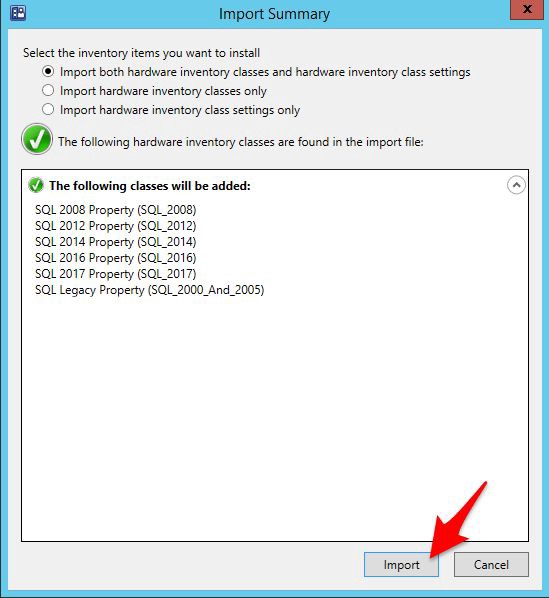 Import Summary
x
Select the inventory items you want to install
Import both hardware inventory classes and hardware inventory class settings
Import hardware inventory classes only
Import hardware inventory class settings only
The following hardware inventory classes are found in the import file:
The following classes will be added:
SQL 2008 Property (SQL_2008)
SQL 2012 Property (SQL_2012)
SQL 2014 Property (SQL_2014)
SQL 2016 Property (SQL_2016)
SQL 2017 Property (SQL_2017)
SQL Legacy Property (SQL_2000_And_2005)
Import
Cancel